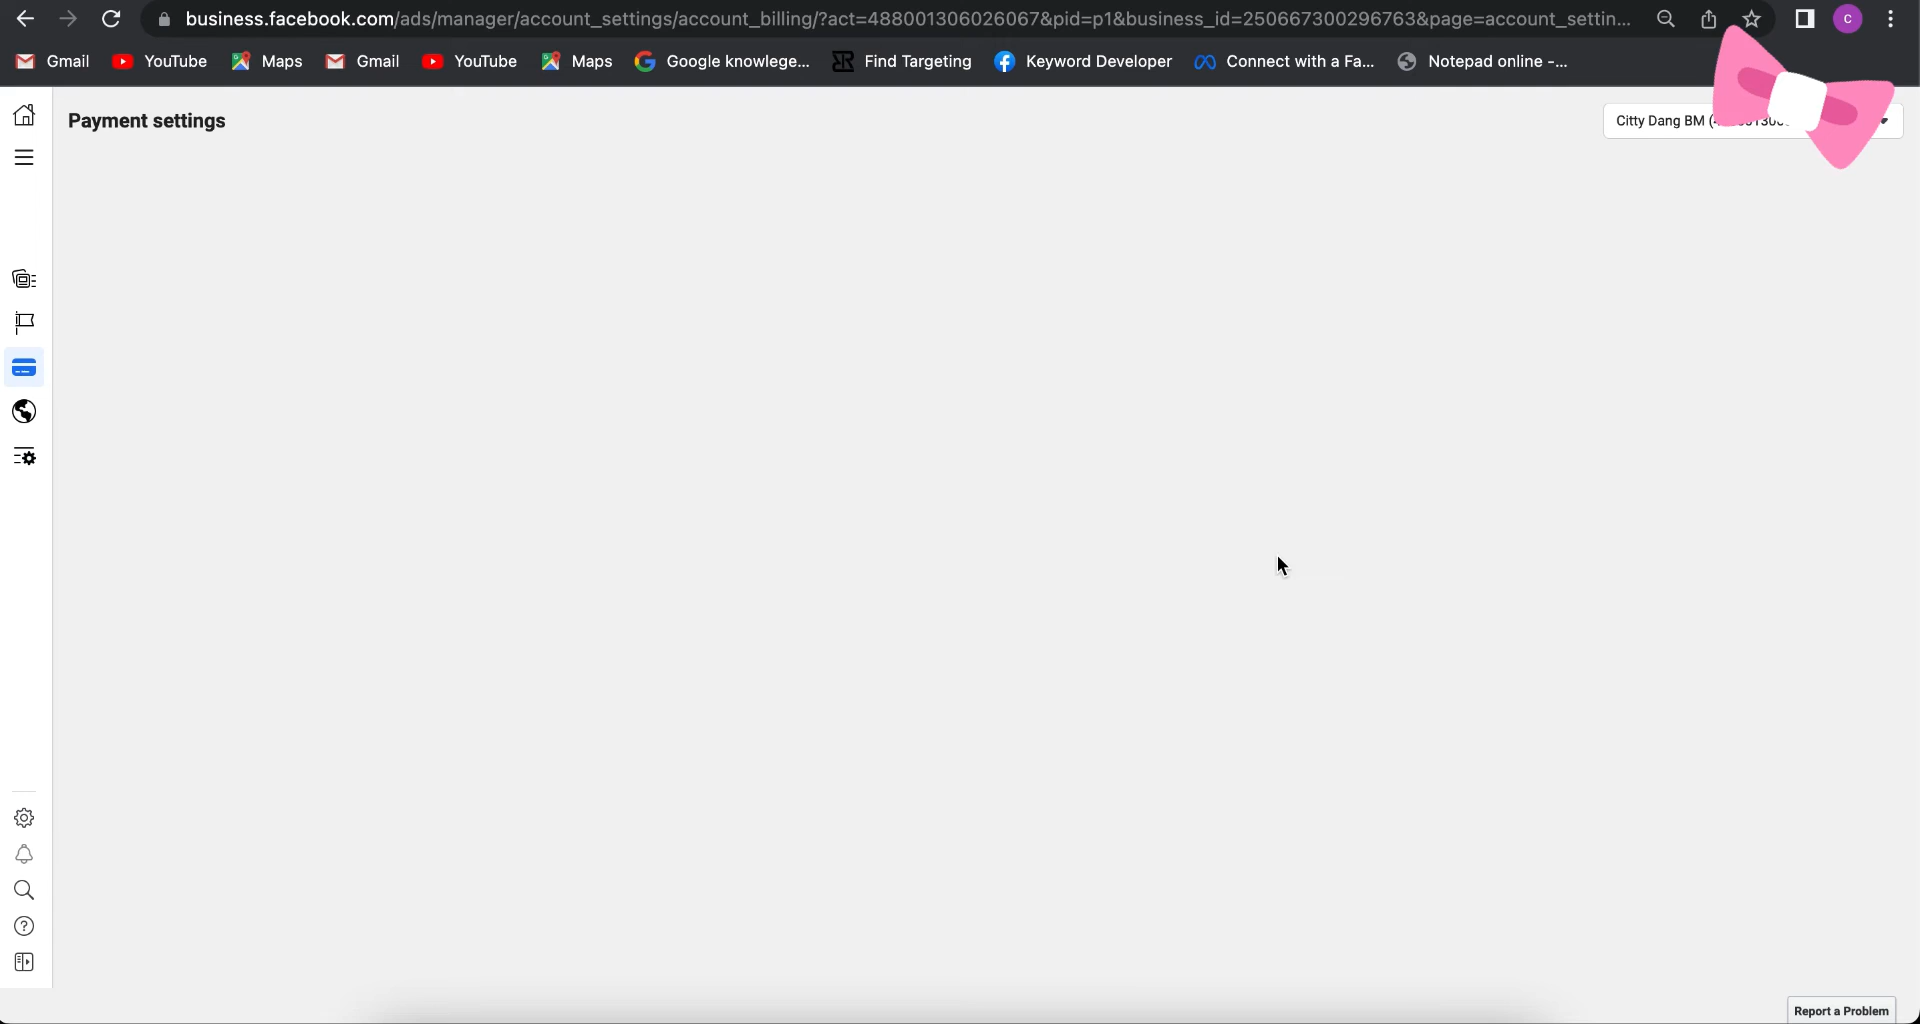 business.facebook.com/ads/manager/account_settings/account_billing/?act=488001306026067&pid=p1&business_id=250667300296763&page=account_settin...
C
Gmail YouTube Maps Gmail YouTube Maps Google knowlege... Find Targeting Keyword Developer Connect with a Fa... Notepad online -...
Payment settings
Citty Dang BM
Report a Problem